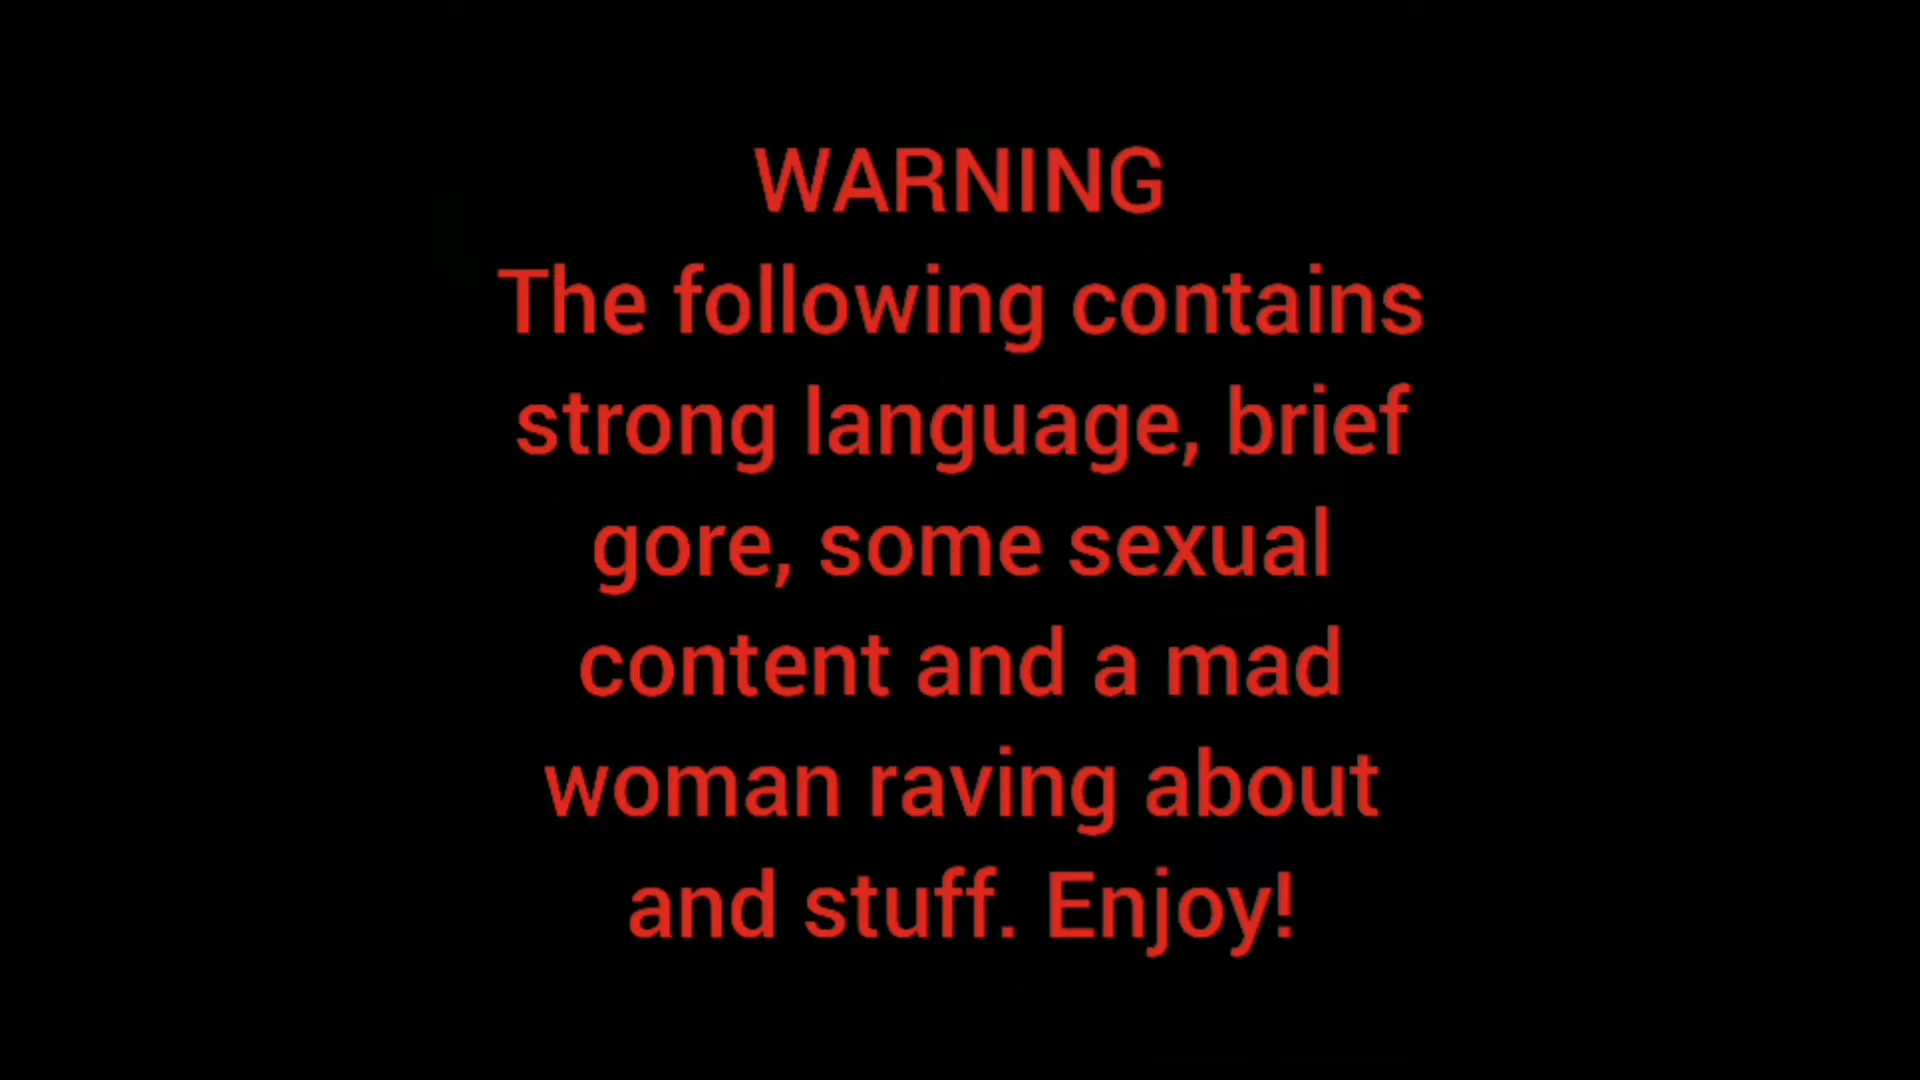 WARNING
The following contains
strong language, brief
gore, some sexual
content and a mad
woman raving about
and stuff. Enjoy!